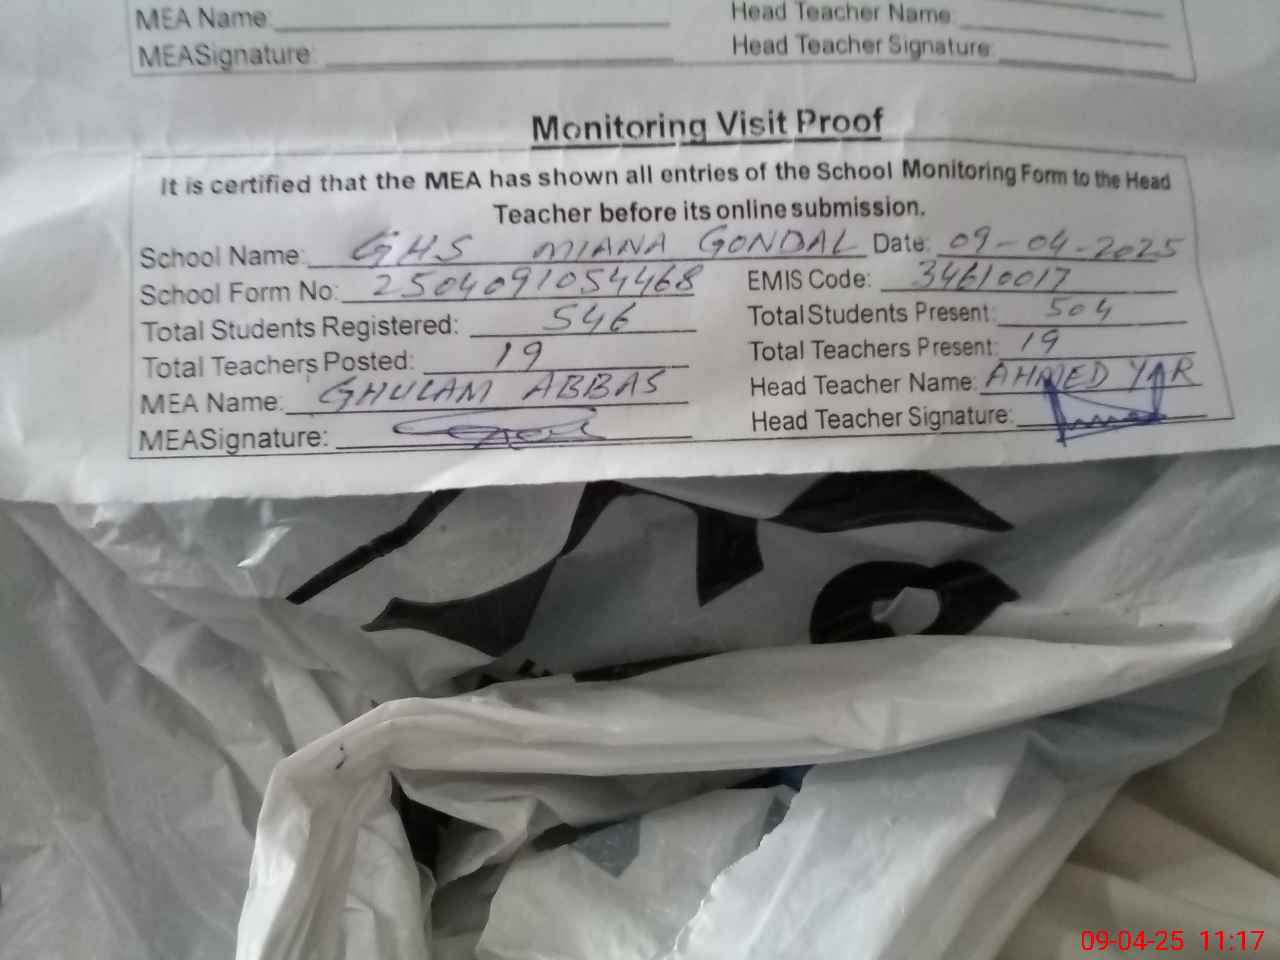 MEA Name: Head Teacher Name:
MEASignature: Head Teacher Signature:
Monitoring Visit Proof
It is certified that the MEA has shown all entries of the School Monitoring Form to the Head
Teacher before its online submission.
School Name: GHS MIANA GONDAL Date: 09-04-2025
School Form No: 2504091054468 EMIS Code: 34610017
Total Students Registered: 546 Total Students Present: 504
Total Teachers Posted: 19 Total Teachers Present: 19
MEA Name: GHULAM ABBAS Head Teacher Name: AHMED YAR
MEASignature: Head Teacher Signature:
09-04-25 11:17